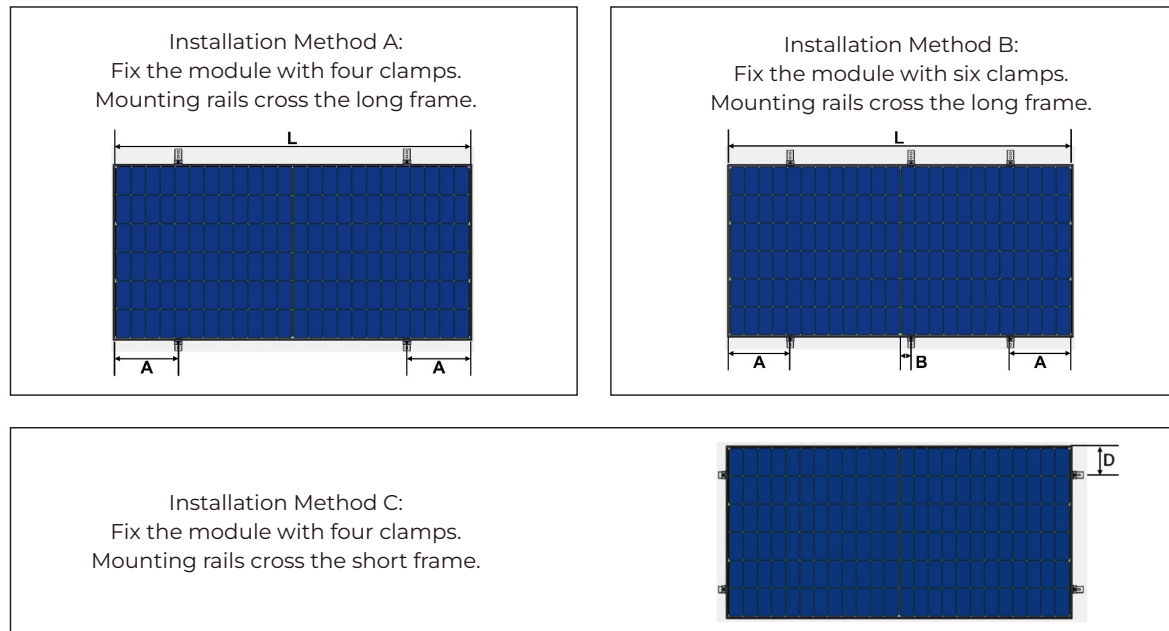 Installation Method A:
Fix the module with four clamps.
Mounting rails cross the long frame.
L
A
A
Installation Method B:
Fix the module with six clamps.
Mounting rails cross the long frame.
L
A
B
A
Installation Method C:
Fix the module with four clamps.
Mounting rails cross the short frame.
D